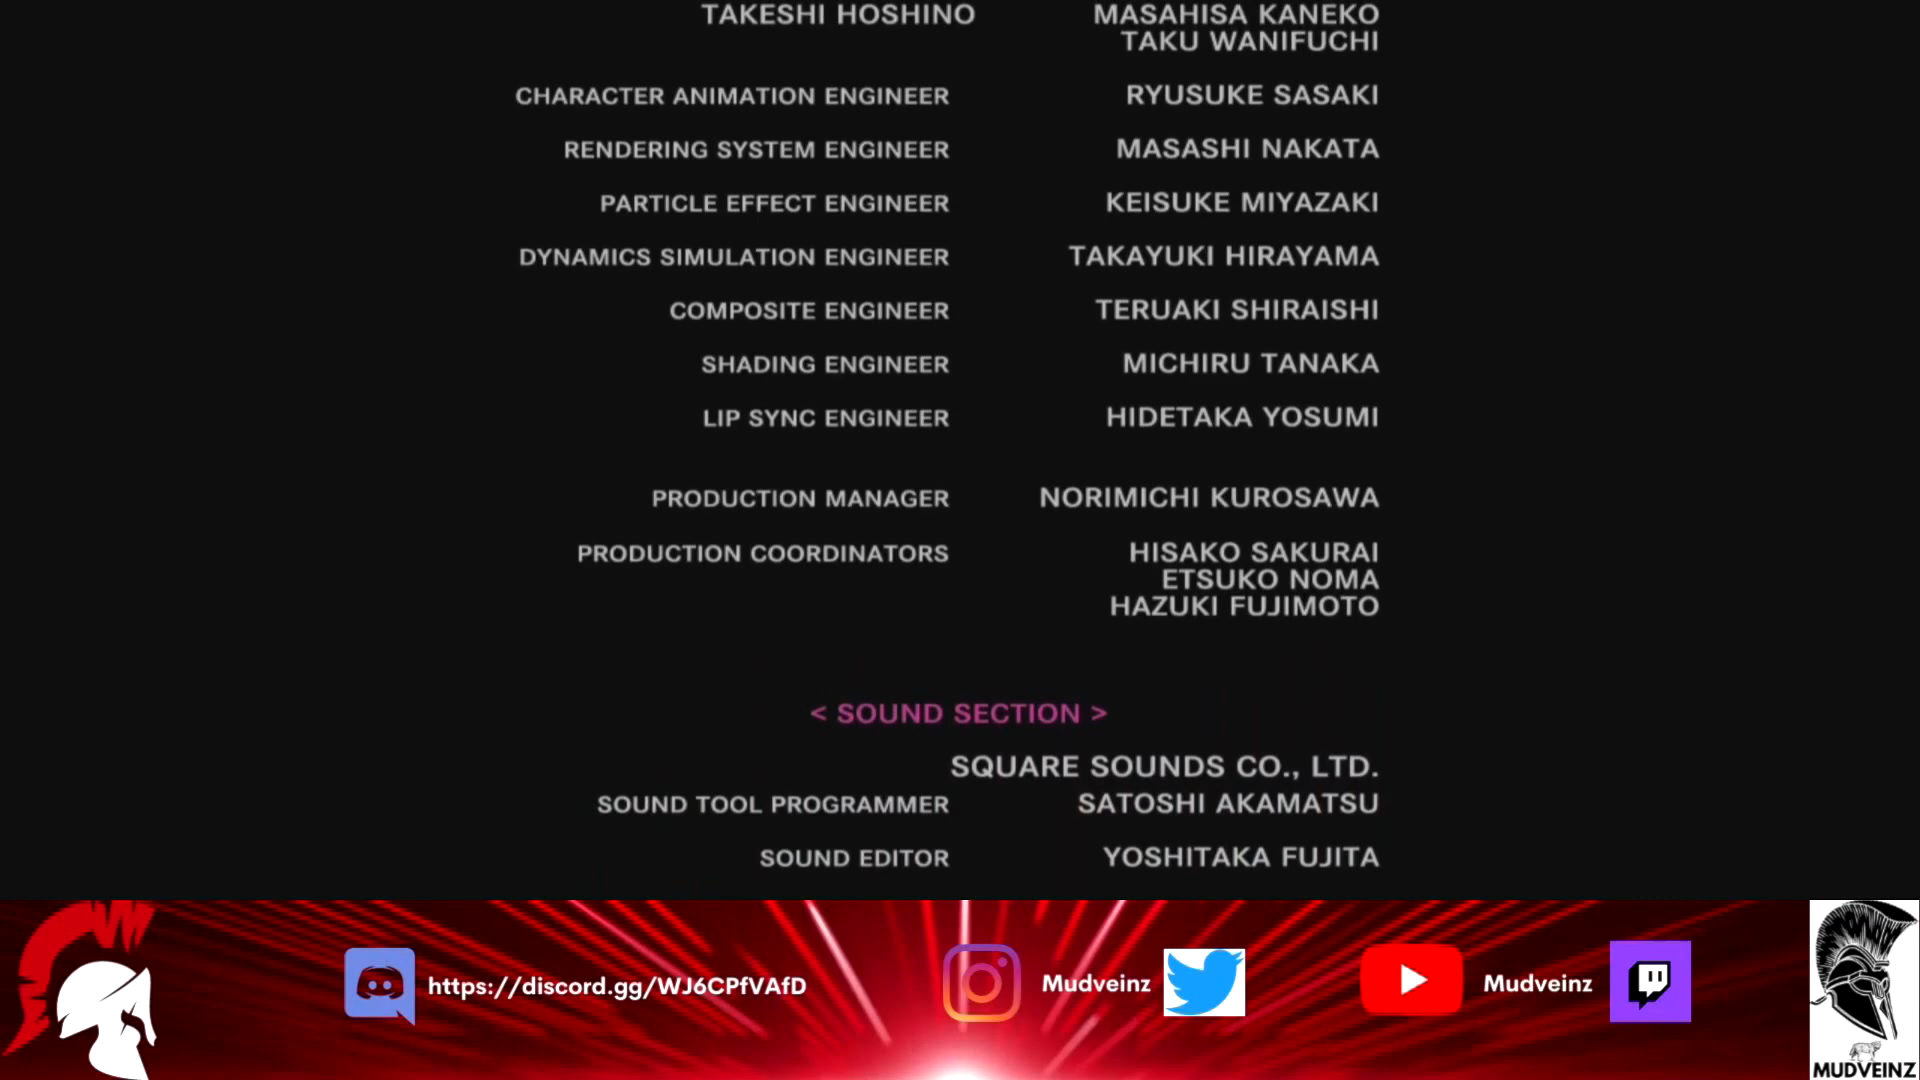 TAKESHI HOSHINO MASAHISA KANEKO
TAKU WANIFUCHI
CHARACTER ANIMATION ENGINEER RYUSUKE SASAKI
RENDERING SYSTEM ENGINEER MASASHI NAKATA
PARTICLE EFFECT ENGINEER KEISUKE MIYAZAKI
DYNAMICS SIMULATION ENGINEER TAKAYUKI HIRAYAMA
COMPOSITE ENGINEER TERUAKI SHIRAISHI
SHADING ENGINEER MICHIRU TANAKA
LIP SYNC ENGINEER HIDETAKA YOSUMI
PRODUCTION MANAGER NORIMICHI KUROSAWA
PRODUCTION COORDINATORS HISAKO SAKURAI
ETSUKO NOMA
HAZUKI FUJIMOTO
< SOUND SECTION >
SQUARE SOUNDS CO., LTD.
SOUND TOOL PROGRAMMER SATOSHI AKAMATSU
SOUND EDITOR YOSHITAKA FUJITA
VM
https://discord.gg/WJ6CPfVAfD Mudveinz Mudveinz
MUDVEINZ